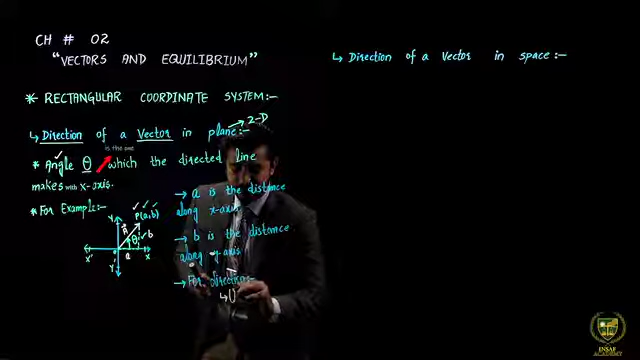 CH # 02
"VECTORS AND EQUILIBRIUM"
* RECTANGULAR COORDINATE SYSTEM:-
↳ Direction of a Vector in plane:- → 2-D
is the one
* Angle θ which the directed line
makes with x-axis.
* For Example:-
Y
P(a,b)
A
θ
b
X'
o
a
X
Y'
→ a is the distance
along x-axis
→ b is the distance
along y-axis
→ For direction:-
↳ Direction of a Vector in space:-
ENSAF
ACADEMY